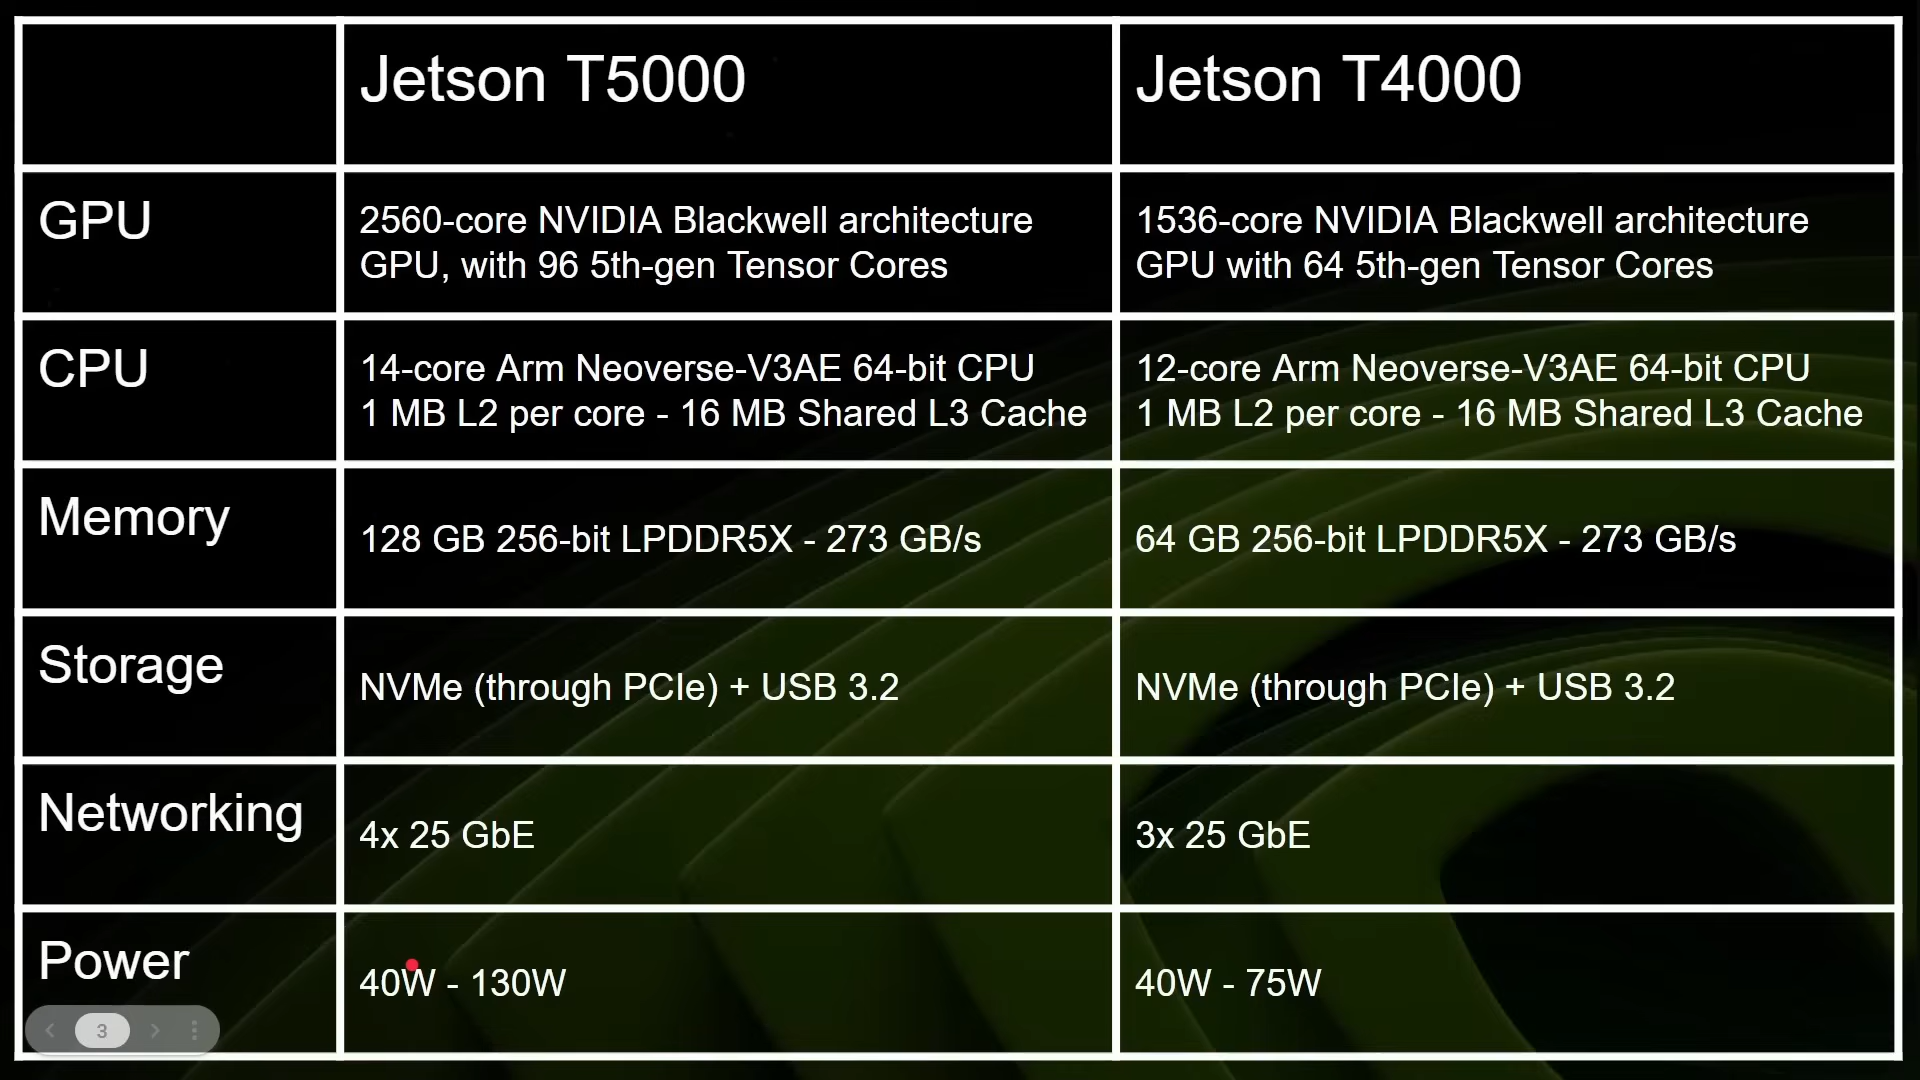 Jetson T5000
Jetson T4000
GPU
2560-core NVIDIA Blackwell architecture
GPU, with 96 5th-gen Tensor Cores
1536-core NVIDIA Blackwell architecture
GPU with 64 5th-gen Tensor Cores
CPU
14-core Arm Neoverse-V3AE 64-bit CPU
1 MB L2 per core - 16 MB Shared L3 Cache
12-core Arm Neoverse-V3AE 64-bit CPU
1 MB L2 per core - 16 MB Shared L3 Cache
Memory
128 GB 256-bit LPDDR5X - 273 GB/s
64 GB 256-bit LPDDR5X - 273 GB/s
Storage
NVMe (through PCIe) + USB 3.2
NVMe (through PCIe) + USB 3.2
Networking
4x 25 GbE
3x 25 GbE
Power
40W - 130W
40W - 75W
3